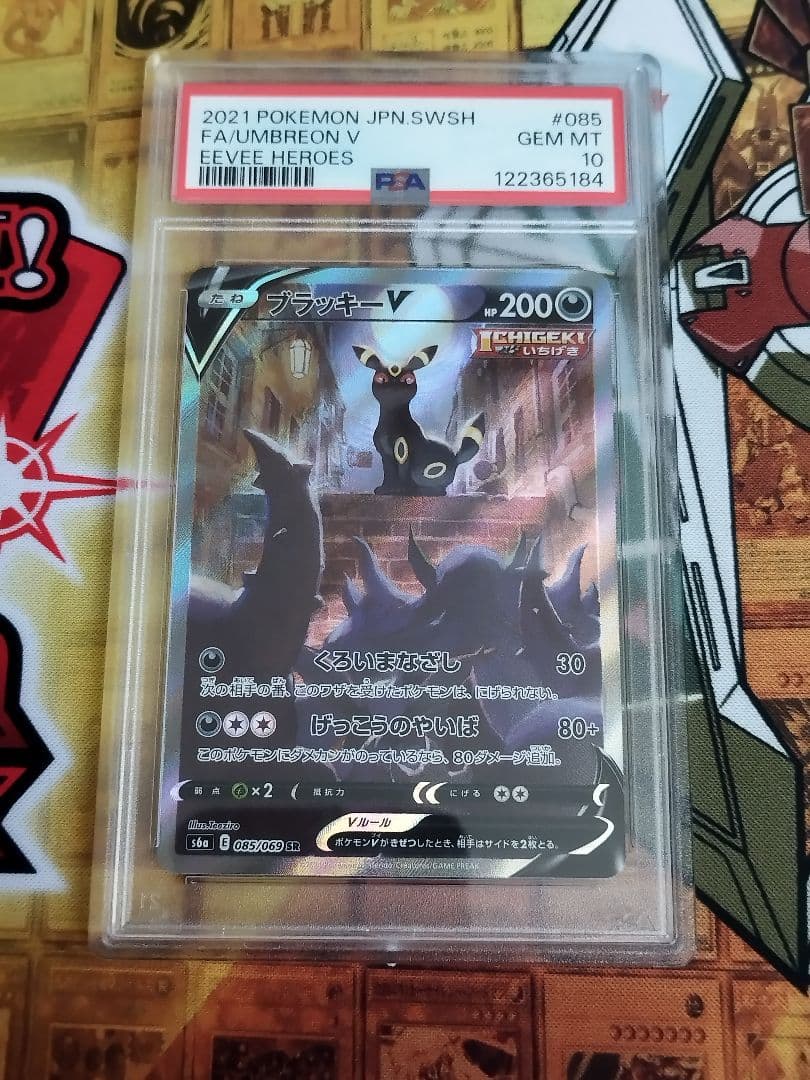 2021 POKEMON JPN.SWSH #085
FA/UMBREON V GEM MT
EEVEE HEROES 10
PSA 122365184
たね ブラッキーV HP 200
ICHIGEKI
いちげき
くろいまなざし 30
次の相手の番、このワザを受けたポケモンは、にげられない。
げっこうのやいば 80+
このポケモンにダメカンがのっているなら、80ダメージ追加。
弱点 ×2 抵抗力 にげる
Illus.Teeziro
Vルール
s6a E 085/069 SR
ポケモンVがきぜつしたとき、相手はサイドを2枚とる。